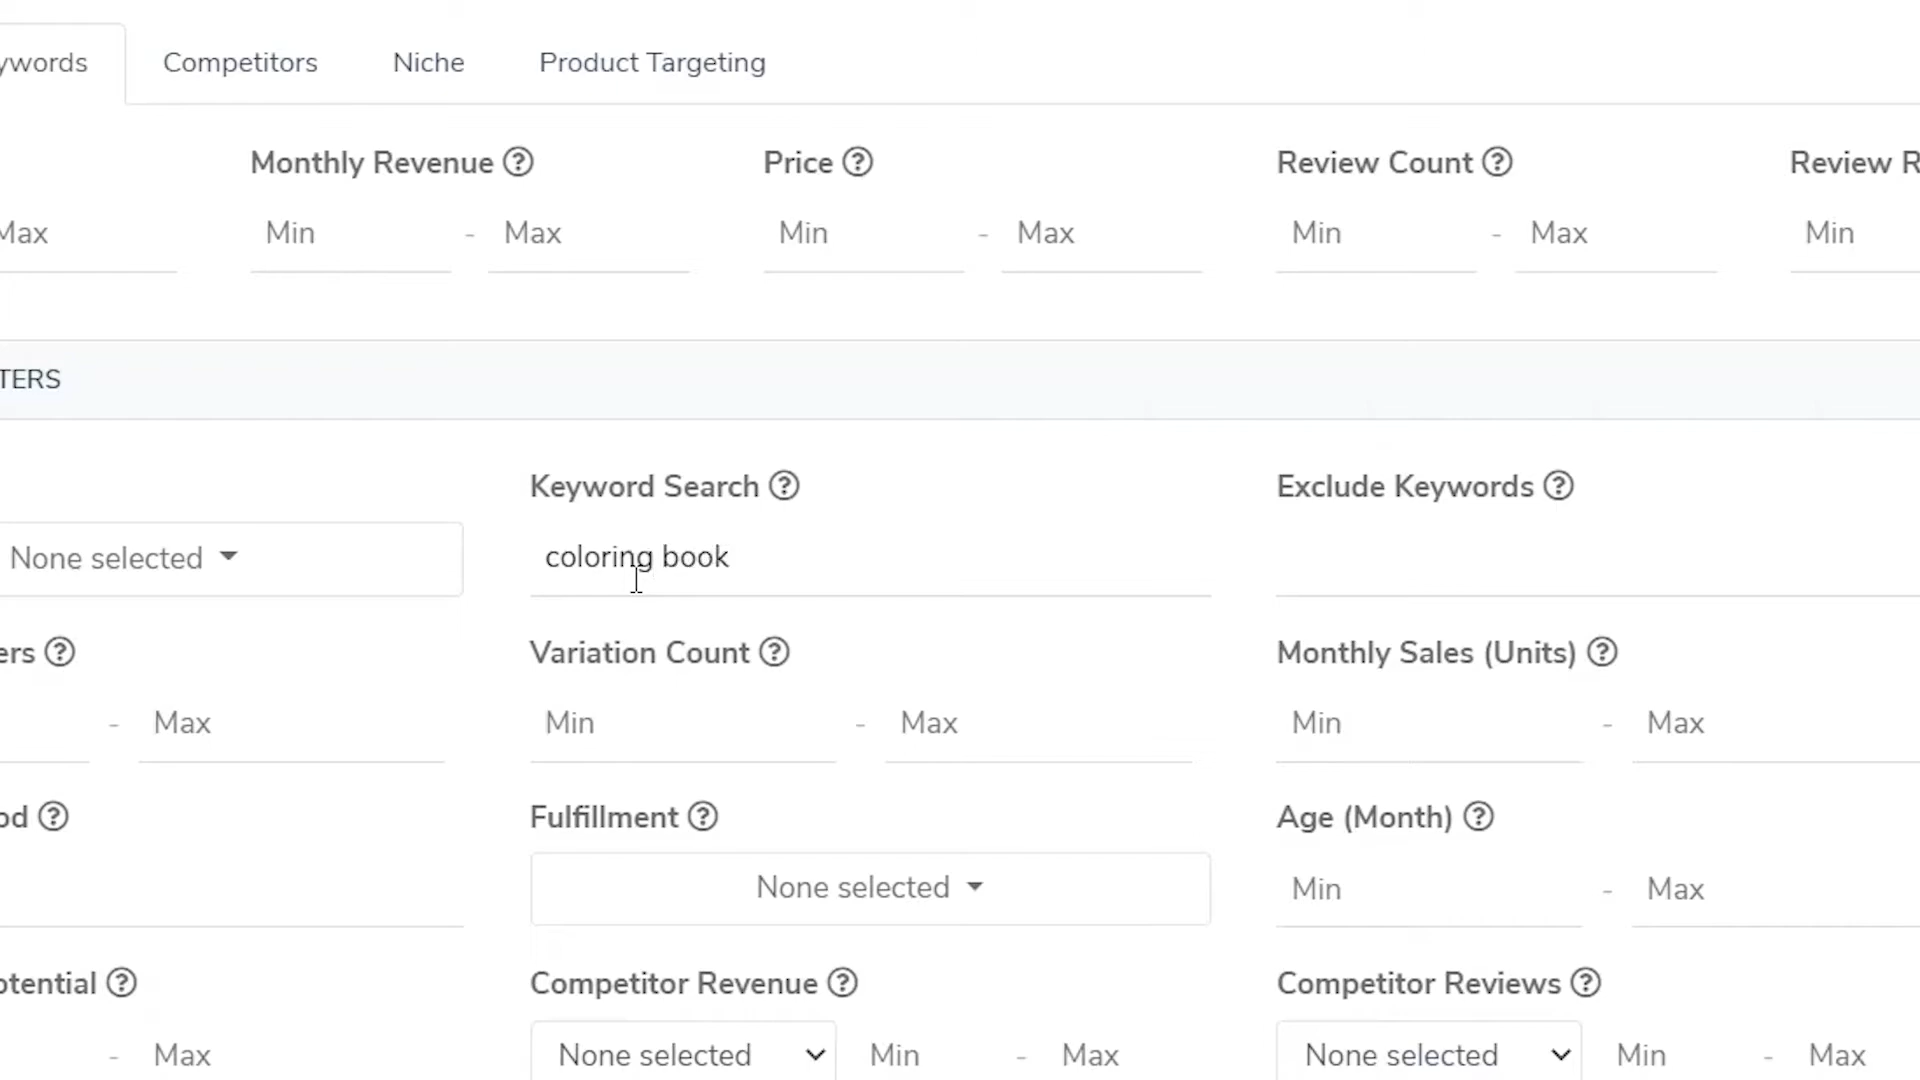 ywords Competitors Niche Product Targeting
Monthly Revenue ? Price ? Review Count ? Review R
Max Min - Max Min - Max Min - Max Min
TERS
Keyword Search ? Exclude Keywords ?
None selected coloring book
ers ? Variation Count ? Monthly Sales (Units) ?
- Max Min - Max Min - Max
od ? Fulfillment ? Age (Month) ?
None selected Min - Max
otential ? Competitor Revenue ? Competitor Reviews ?
- Max None selected Min - Max None selected Min - Max